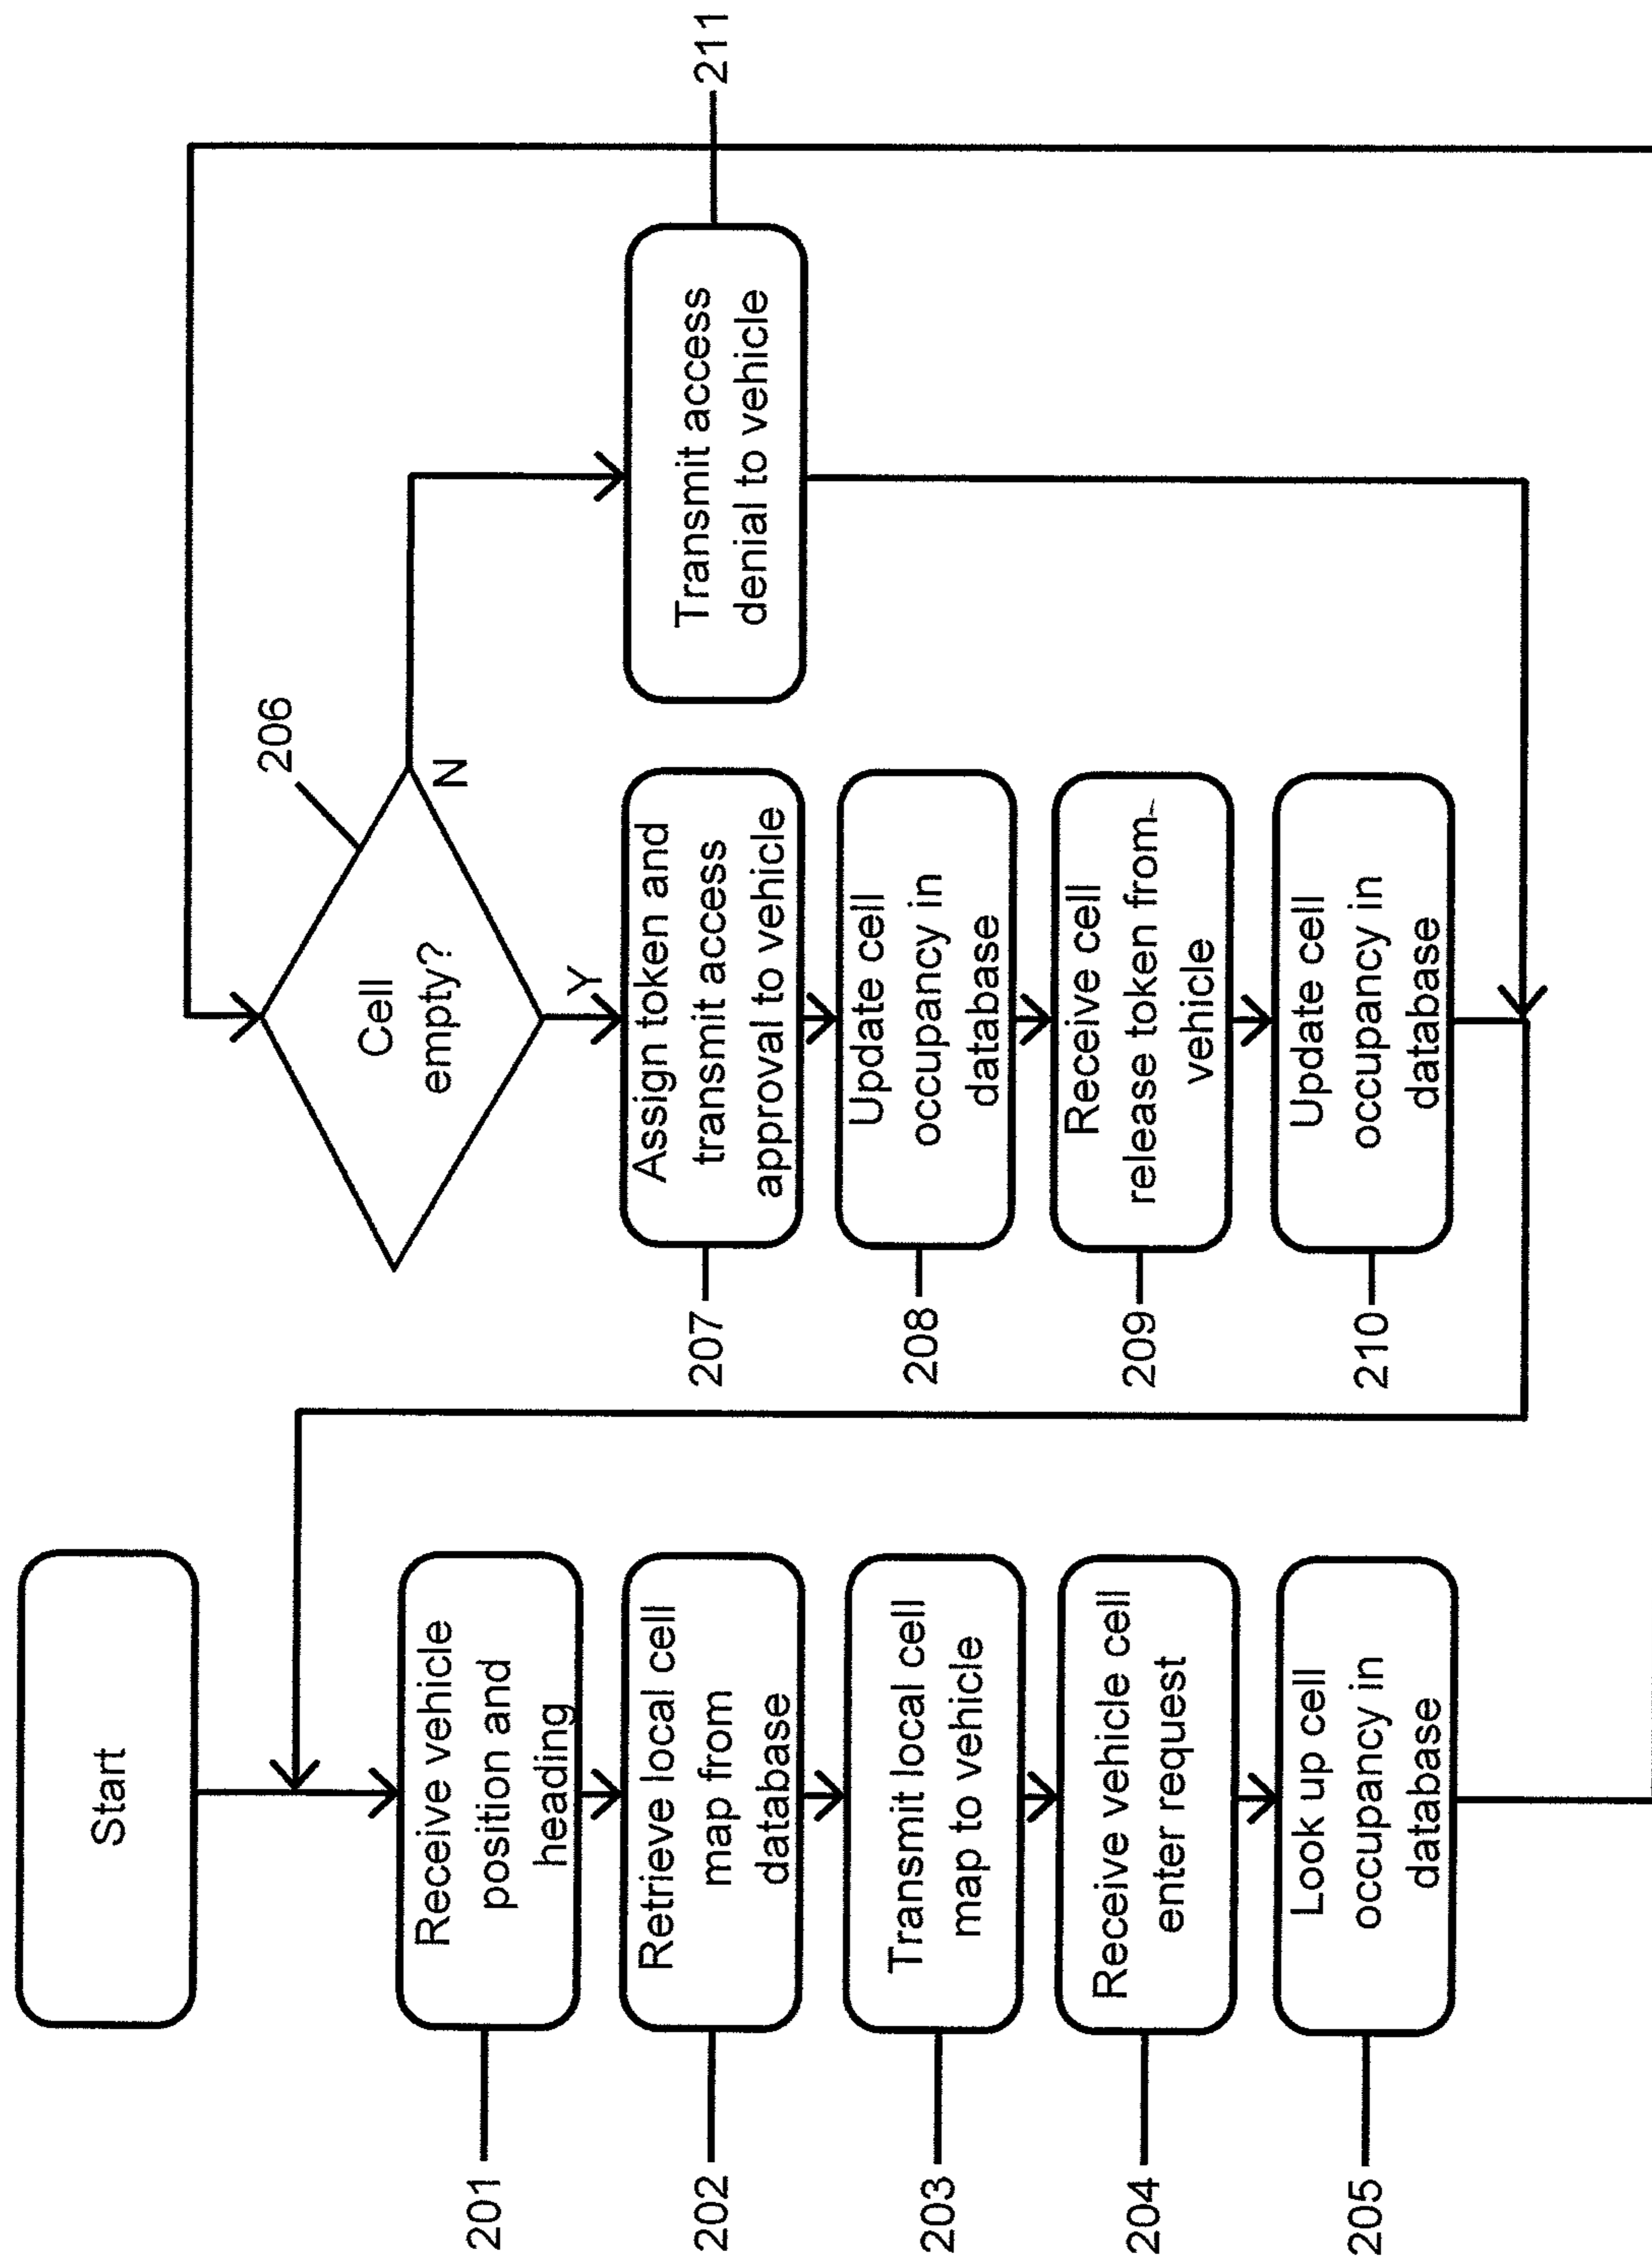 Start
201
Receive vehicle
position and
heading
202
Retrieve local cell
map from
database
203
Transmit local cell
map to vehicle
204
Receive vehicle cell
enter request
205
Look up cell
occupancy in
database
206
Cell
empty?
Y
N
207
Assign token and
transmit access
approval to vehicle
208
Update cell
occupancy in
database
209
Receive cell
release token from
vehicle
210
Update cell
occupancy in
database
Transmit access
denial to vehicle
211